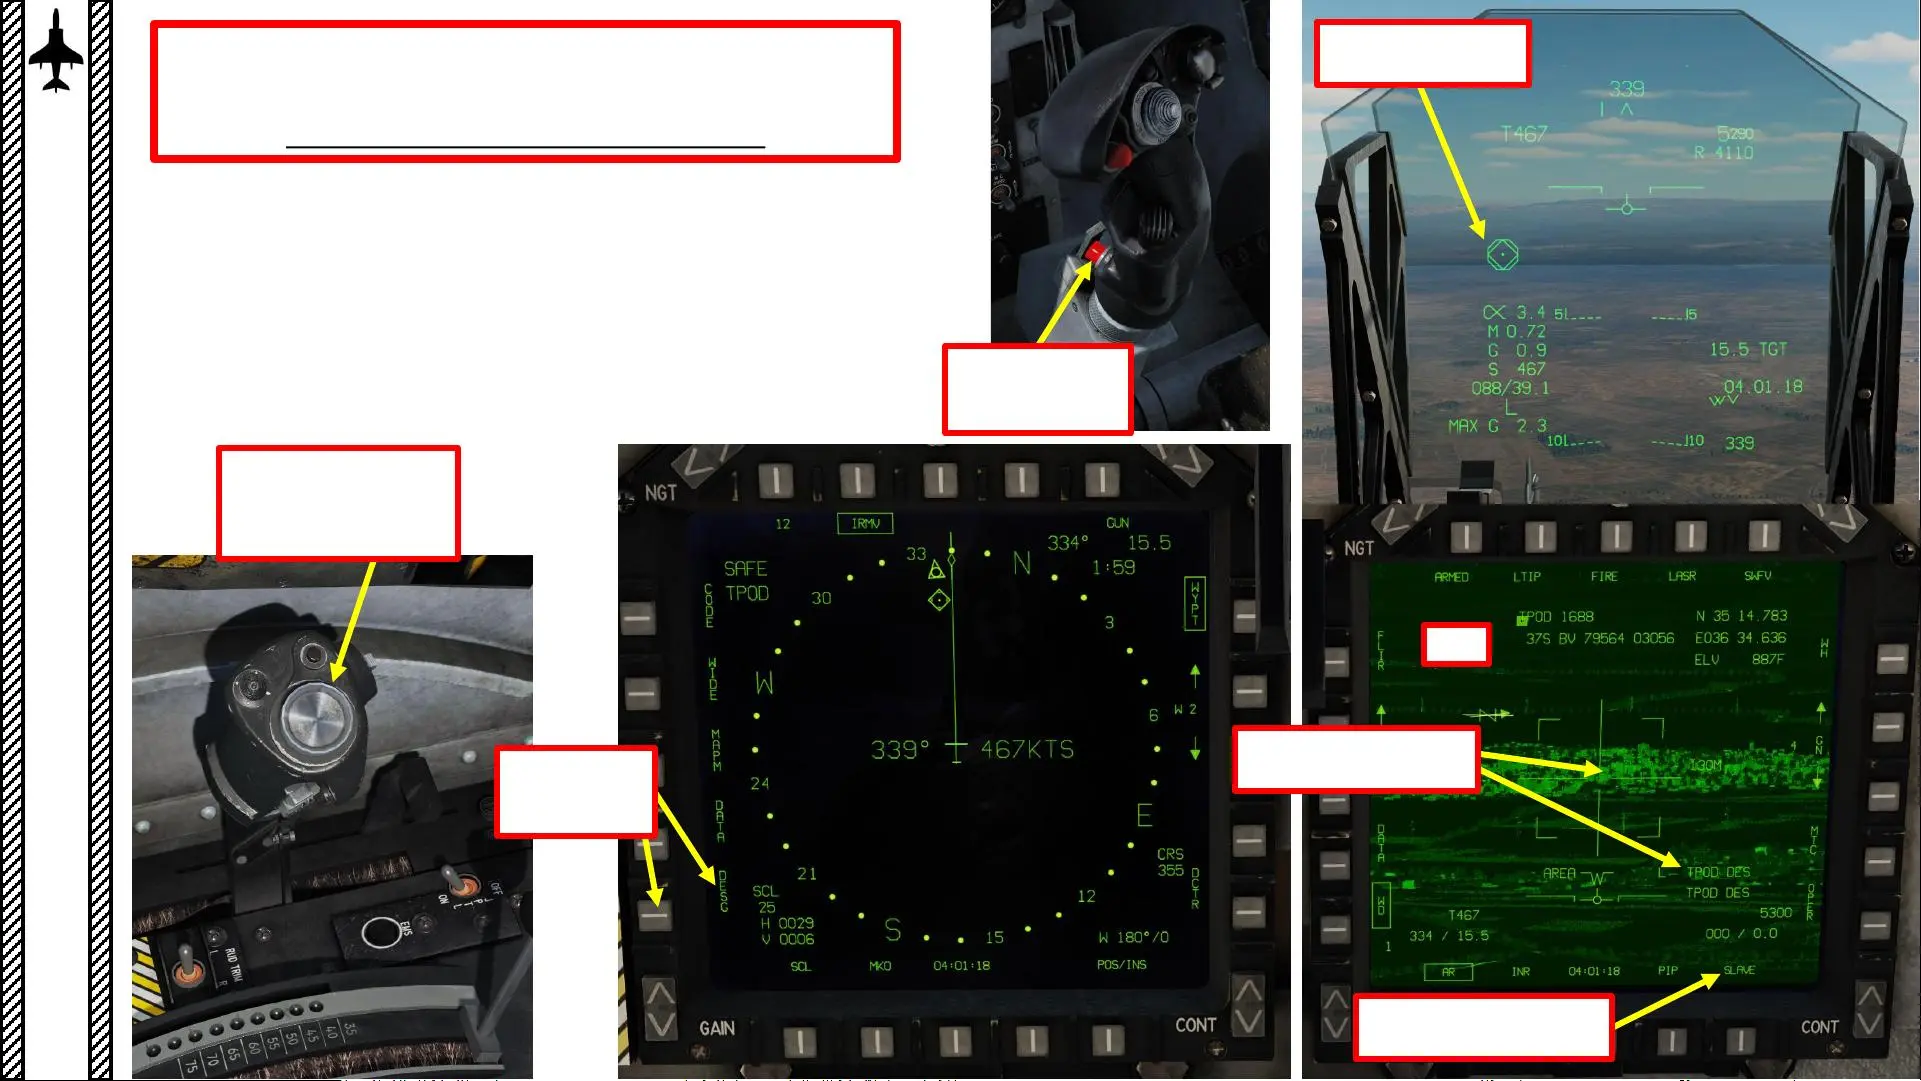 339
T467
5290
R 4110
α 3.4
5 5
M 0.72
G 0.9
15.5 TGT
S 467
088/39.1
04.01.18
L
MAX G 2.3
10 10
339
NGT
12
IRMV
GUN
334° 15.5
1:59
SAFE
TPOD
CODE
WIDE
MAPM
DATA
DESG
33
N
3
6
E
12
15
S
21
24
W
30
339° 467KTS
WYPT
W 2
CRS
355
DCTR
SCL
25
H 0029
V 0006
W 180°/0
SCL
MKO
04:01:18
POS/INS
GAIN
CONT
OFF
JPTL
ON
EMS
RUD TRIM
L
R
35
40
45
50
55
60
65
70
75
NGT
ARMED
LTIP
FIRE
LASR
SWFV
TPOD 1688
N 35 14.783
37S BV 79564 03056
E036 34.636
ELV 887F
FLIR
WH
N
4
130M
GN
DATA
MTC
AREA
W
L TPOD DES
TPOD DES
WD
OPER
T467
5300
334 / 15.5
000 / 0.0
1
AR
INR
04:01:18
PIP
SLAVE
CONT